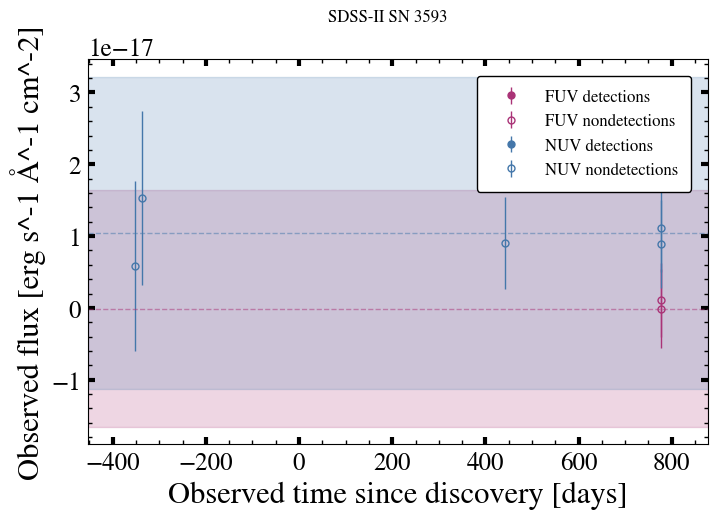 SDSS-II SN 3593
1e−17
Observed flux [erg s^-1 Å^-1 cm^-2]
3
2
1
0
−1
FUV detections
FUV nondetections
NUV detections
NUV nondetections
−400 −200 0 200 400 600 800
Observed time since discovery [days]